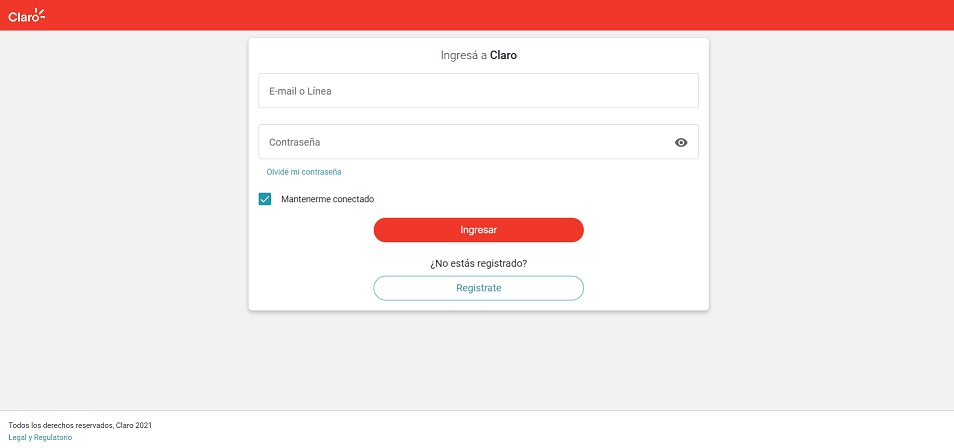 Claro
Ingresá a Claro
E-mail o Línea
Contraseña
Olvidé mi contraseña
Mantenerme conectado
Ingresar
¿No estás registrado?
Registrate
Todos los derechos reservados, Claro 2021
Legal y Regulatorio